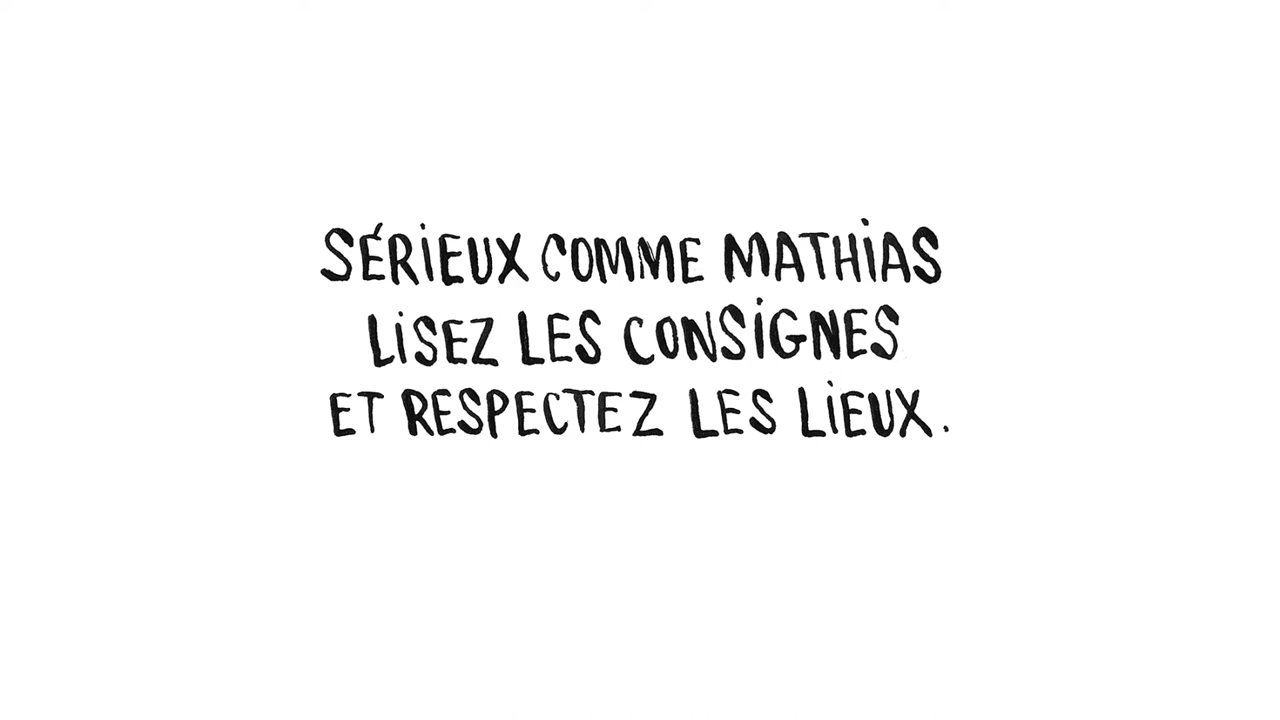 SÉRIEUX COMME MATHIAS
LISEZ LES CONSIGNES
ET RESPECTEZ LES LIEUX.